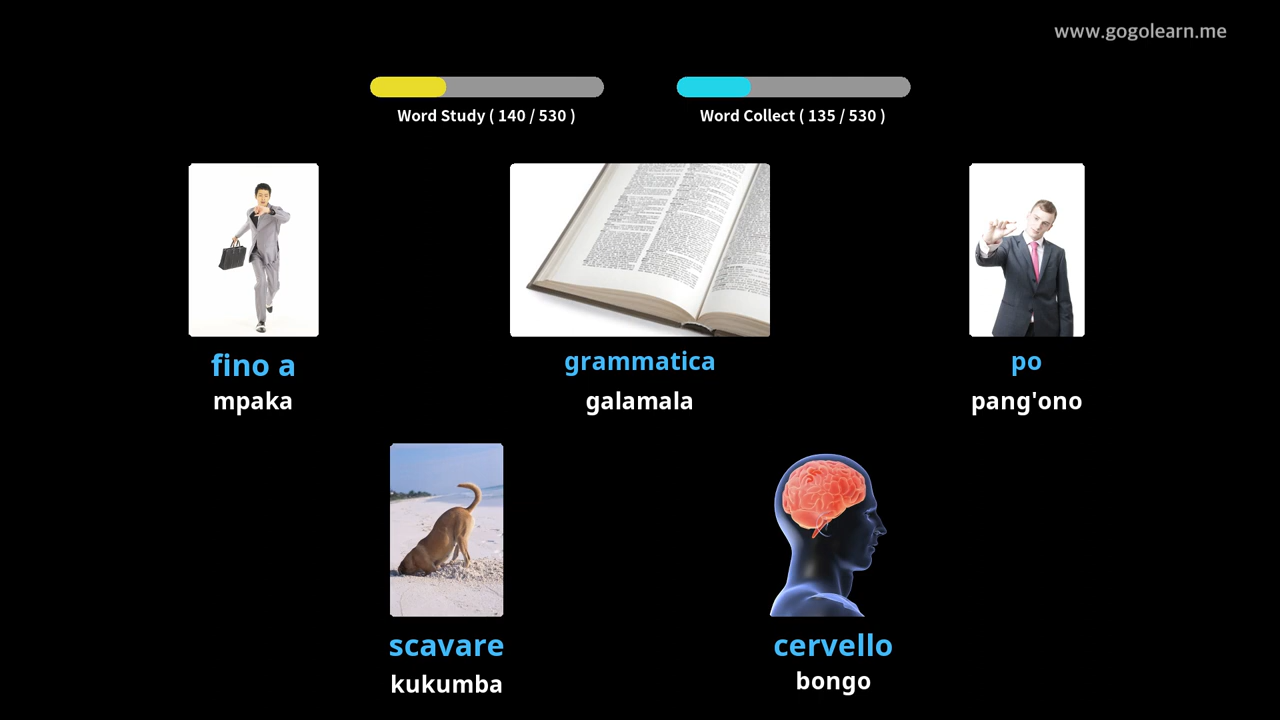 www.gogolearn.me
Word Study ( 140 / 530 )
Word Collect ( 135 / 530 )
fino a
mpaka
grammatica
galamala
po
pang'ono
scavare
kukumba
cervello
bongo